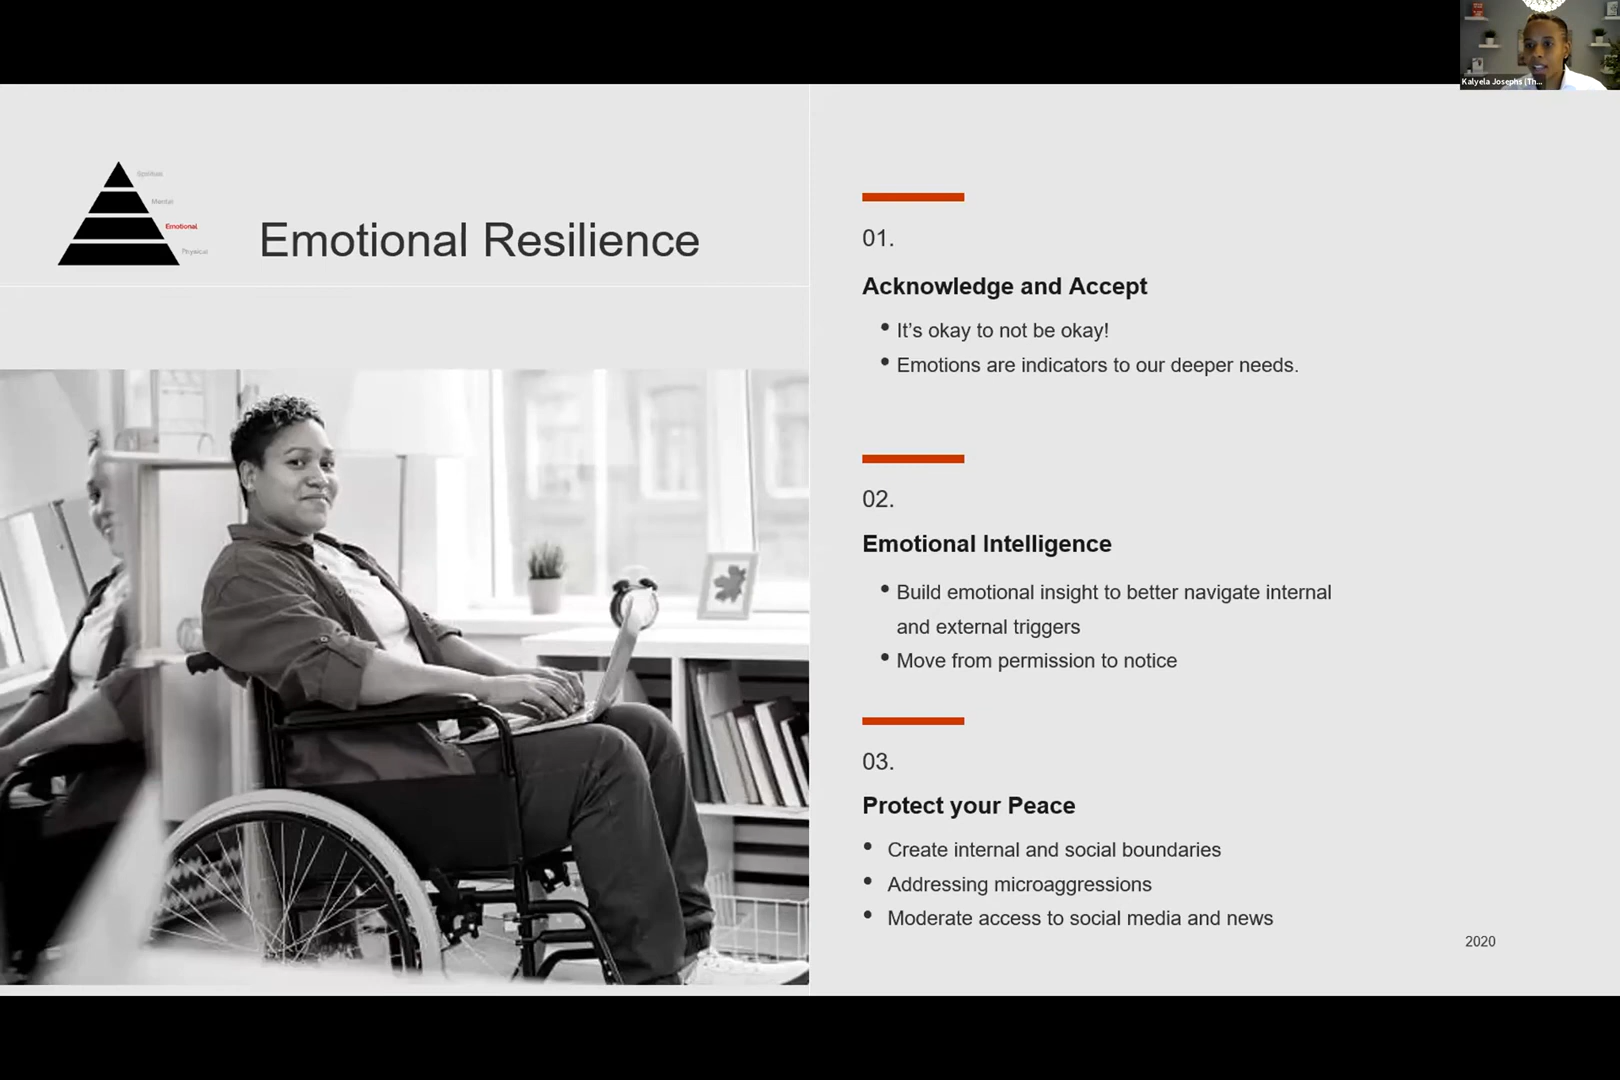 Kalyela Josephs (Th...
Spiritual
Mental
Emotional
Physical
Emotional Resilience
01.
Acknowledge and Accept
• It’s okay to not be okay!
• Emotions are indicators to our deeper needs.
02.
Emotional Intelligence
• Build emotional insight to better navigate internal
and external triggers
• Move from permission to notice
03.
Protect your Peace
• Create internal and social boundaries
• Addressing microaggressions
• Moderate access to social media and news
2020